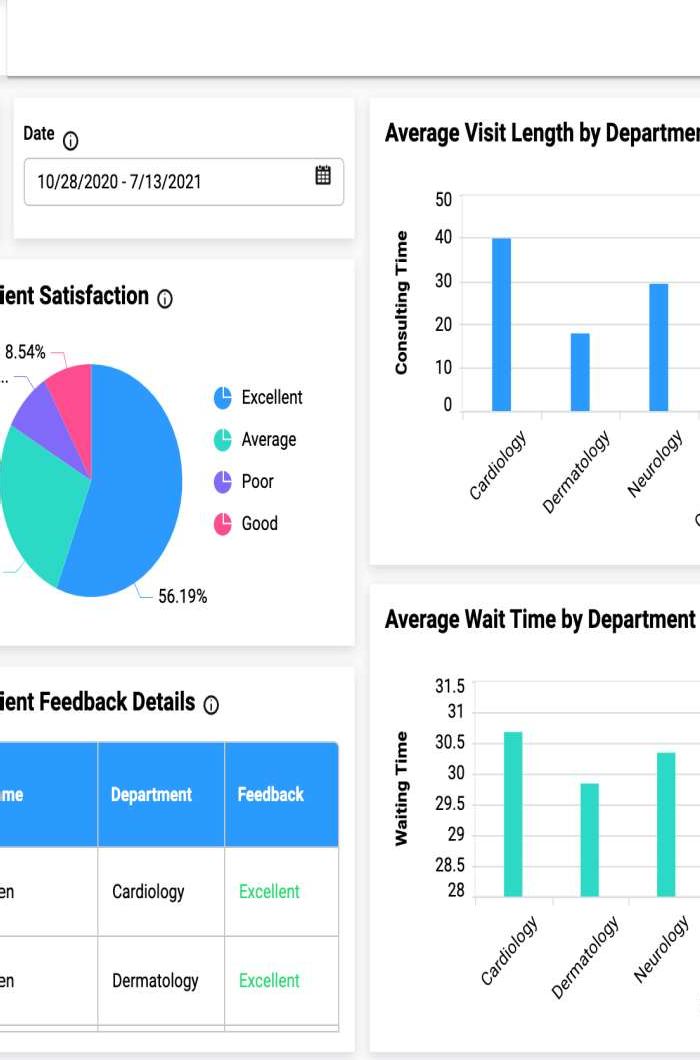 Date
10/28/2020 - 7/13/2021
ient Satisfaction
8.54%
..
56.19%
Excellent
Average
Poor
Good
ient Feedback Details
me Department Feedback
en Cardiology Excellent
en Dermatology Excellent
Average Visit Length by Departmen
Consulting Time
50
40
30
20
10
0
Cardiology
Dermatology
Neurology
Average Wait Time by Department
Waiting Time
31.5
31
30.5
30
29.5
29
28.5
28
Cardiology
Dermatology
Neurology